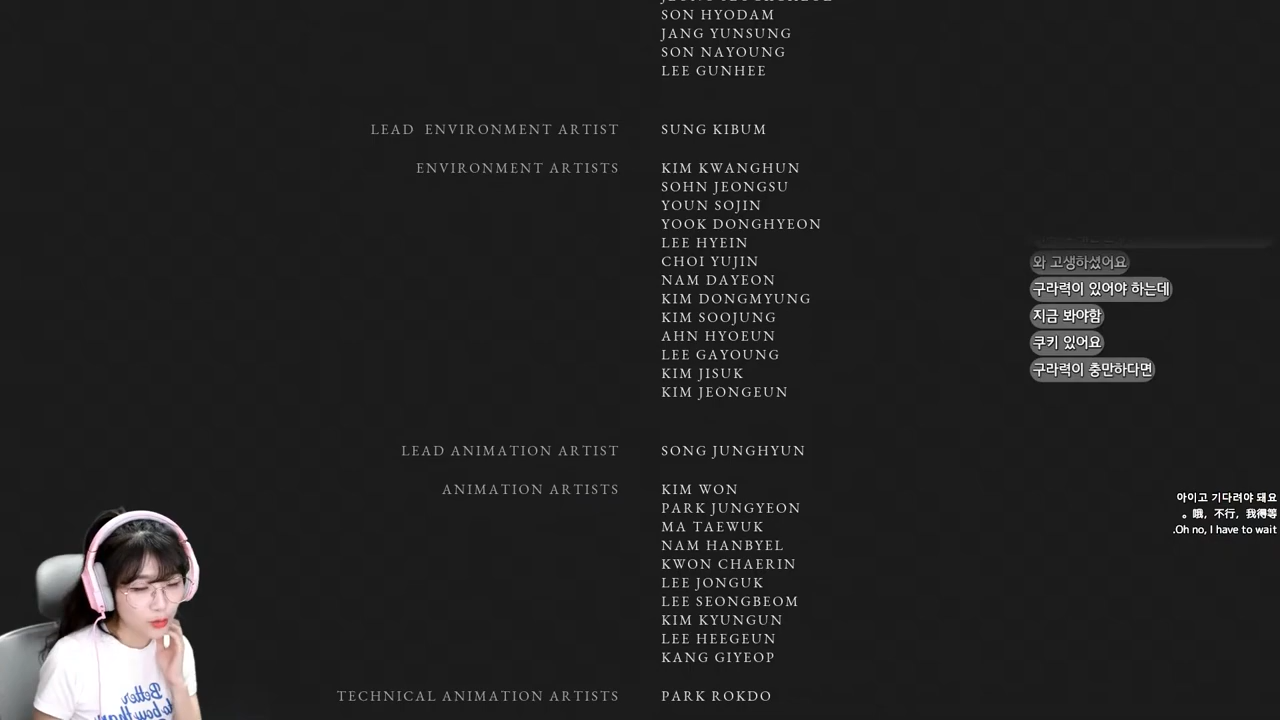 SON HYODAM
JANG YUNSUNG
SON NAYOUNG
LEE GUNHEE
LEAD ENVIRONMENT ARTIST SUNG KIBUM
ENVIRONMENT ARTISTS KIM KWANGHUN
SOHN JEONGSU
YOUN SOJIN
YOOK DONGHYEON
LEE HYEIN
CHOI YUJIN
NAM DAYEON
KIM DONGMYUNG
KIM SOOJUNG
AHN HYOEUN
LEE GAYOUNG
KIM JISUK
KIM JEONGEUN
LEAD ANIMATION ARTIST SONG JUNGHYUN
ANIMATION ARTISTS KIM WON
PARK JUNGYEON
MA TAEWUK
NAM HANBYEL
KWON CHAERIN
LEE JONGUK
LEE SEONGBEOM
KIM KYUNGUN
LEE HEEGEUN
KANG GIYEOP
TECHNICAL ANIMATION ARTISTS PARK ROKDO
와 고생하셨어요
구라력이 있어야 하는데
지금 봐야함
쿠키 있어요
구라력이 충만하다면
아이고 기다려야 돼요
。哦，不行，我得等
.Oh no, I have to wait
Better